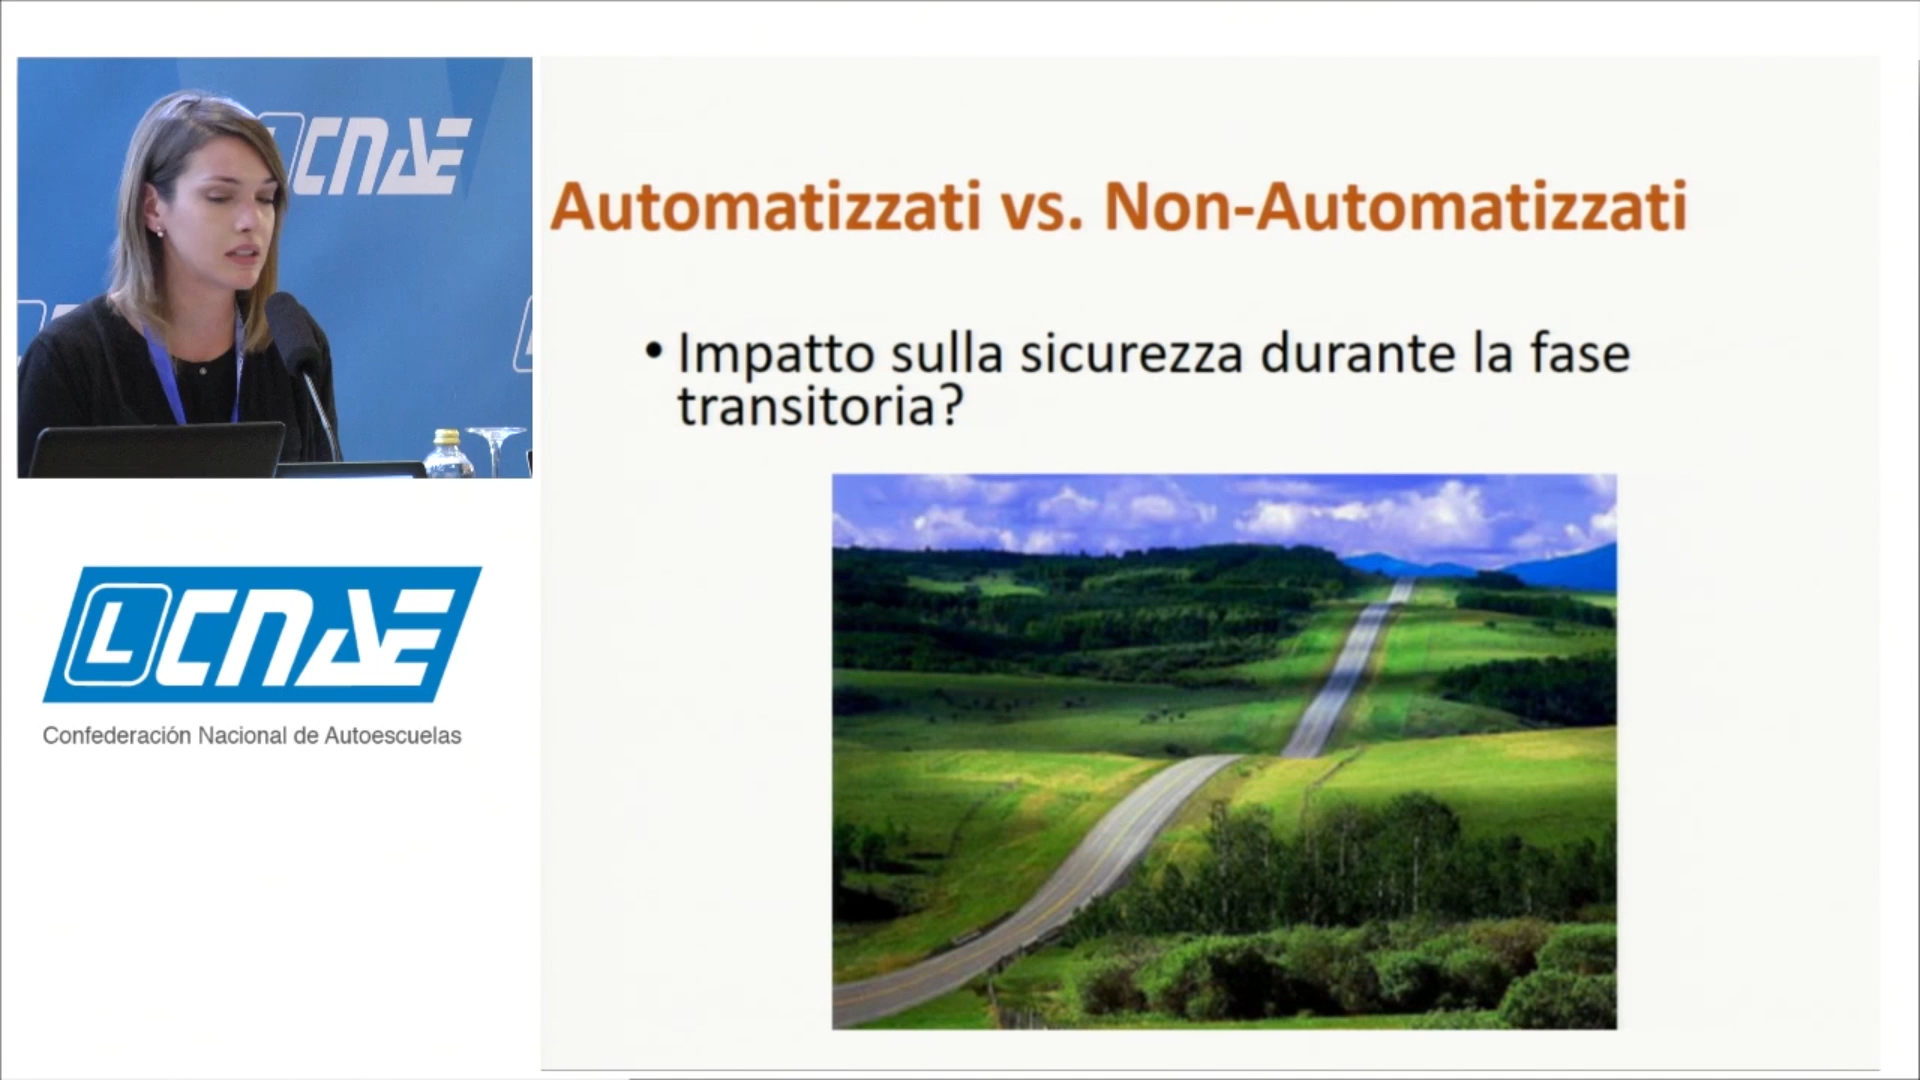 CNAE
Automatizzati vs. Non-Automatizzati
• Impatto sulla sicurezza durante la fase
transitoria?
L CNAE
Confederación Nacional de Autoescuelas